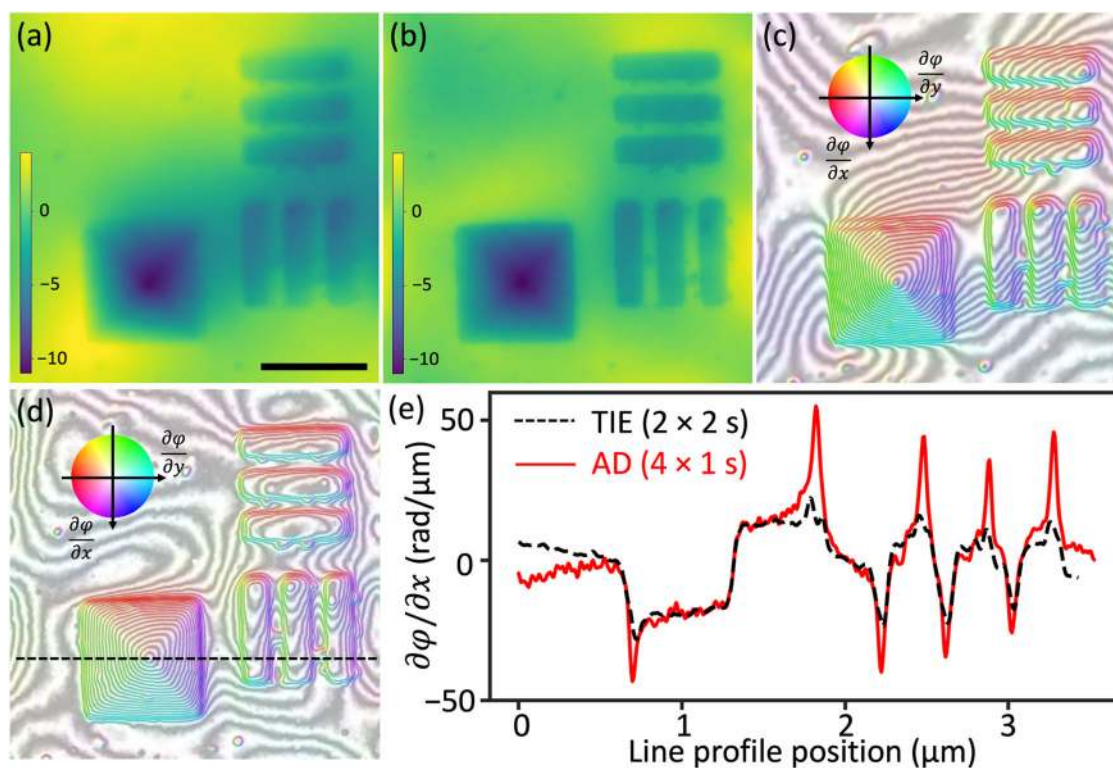 (a)
0
−5
−10
(b)
0
−5
−10
(c)
∂φ
∂y
∂φ
∂x
(d)
∂φ
∂y
∂φ
∂x
(e)
50
0
−50
∂φ/∂x (rad/μm)
TIE (2 × 2 s)
AD (4 × 1 s)
0 1 2 3
Line profile position (μm)